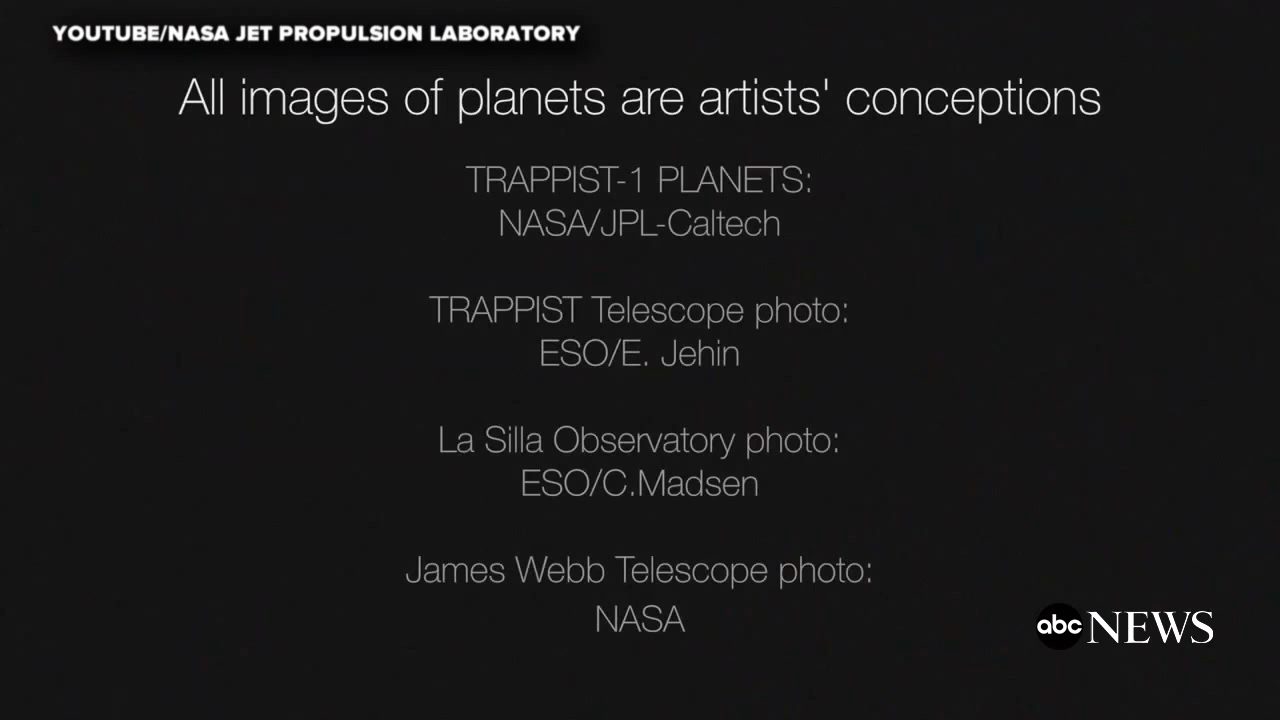 YOUTUBE/NASA JET PROPULSION LABORATORY
All images of planets are artists' conceptions
TRAPPIST-1 PLANETS:
NASA/JPL-Caltech
TRAPPIST Telescope photo:
ESO/E. Jehin
La Silla Observatory photo:
ESO/C.Madsen
James Webb Telescope photo:
NASA
abc NEWS